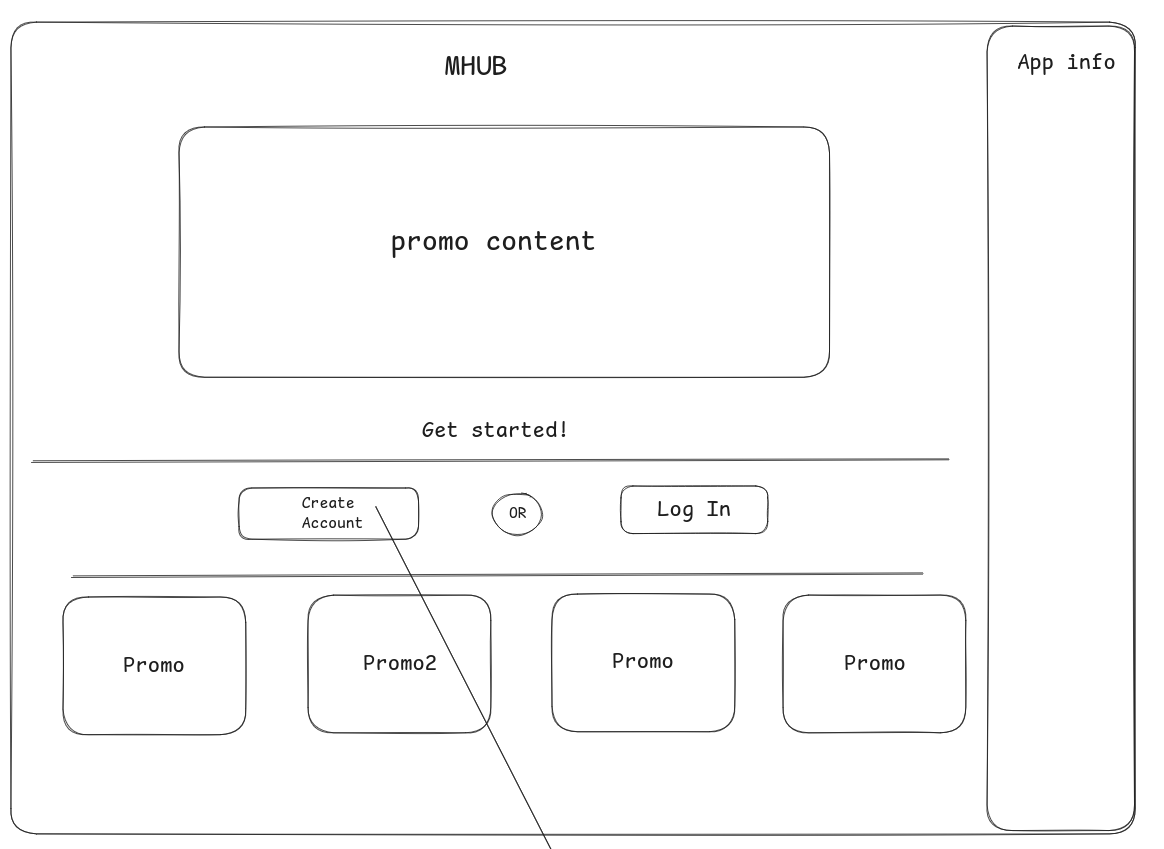 MHUB
App info
promo content
Get started!
Create
Account
OR
Log In
Promo
Promo2
Promo
Promo